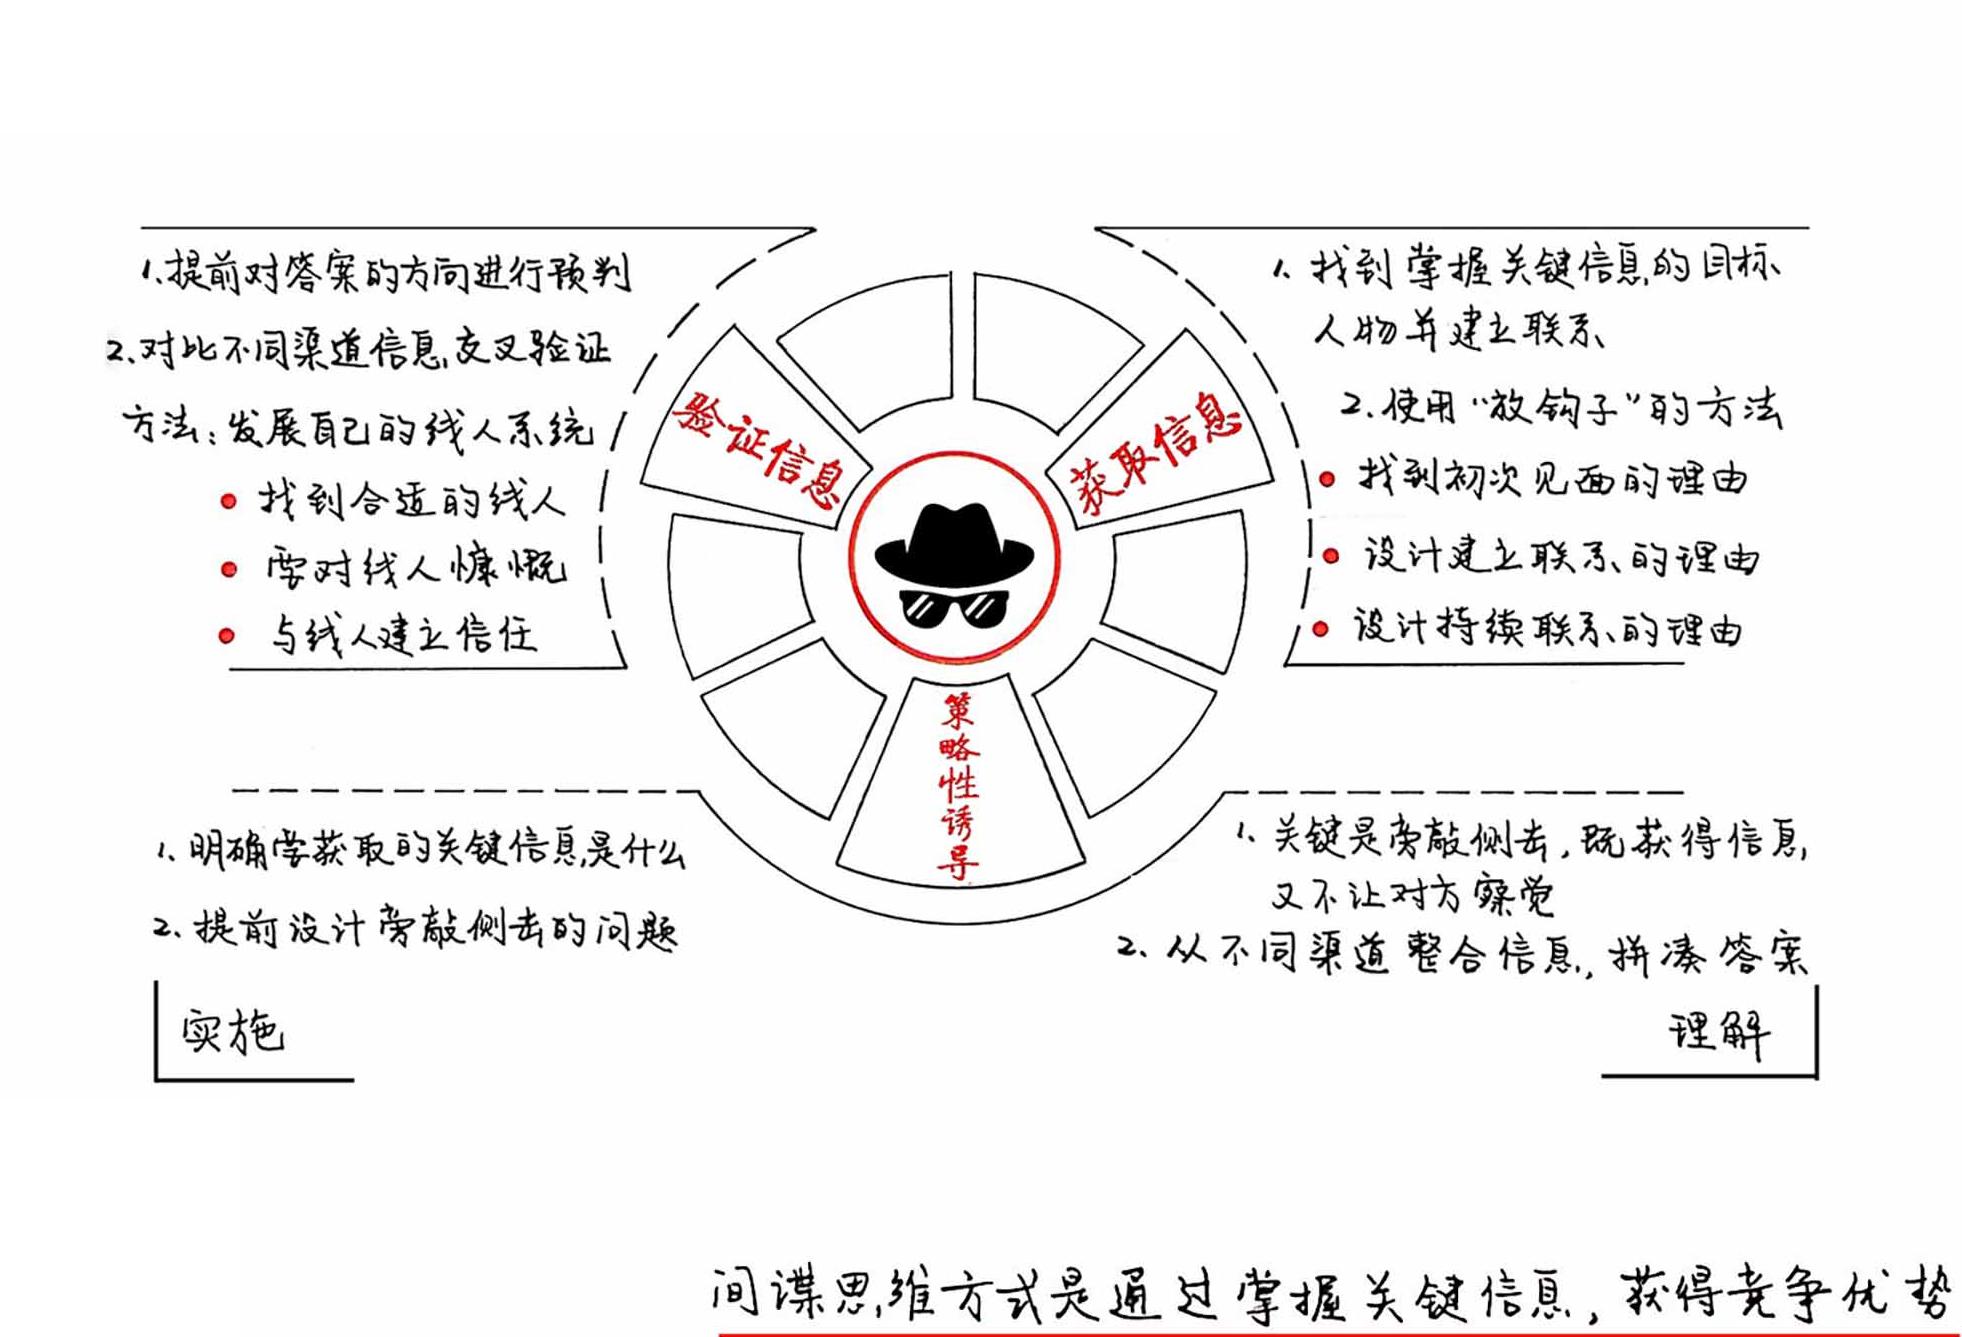 1.提前对答案的方向进行预判
2.对比不同渠道信息,交叉验证
方法:发展自己的线人系统
找到合适的线人
要对线人慷慨
与线人建立信任
验证信息
获取信息
1、找到掌握关键信息的目标
人物并建立联系
2.使用“放钩子”的方法
找到初次见面的理由
设计建立联系的理由
设计持续联系的理由
策略性诱导
1、明确要获取的关键信息是什么
2、提前设计旁敲侧击的问题
实施
1、关键是旁敲侧击,既获得信息,
又不让对方察觉
2、从不同渠道整合信息,拼凑答案
理解
间谍思维方式是通过掌握关键信息,获得竞争优势